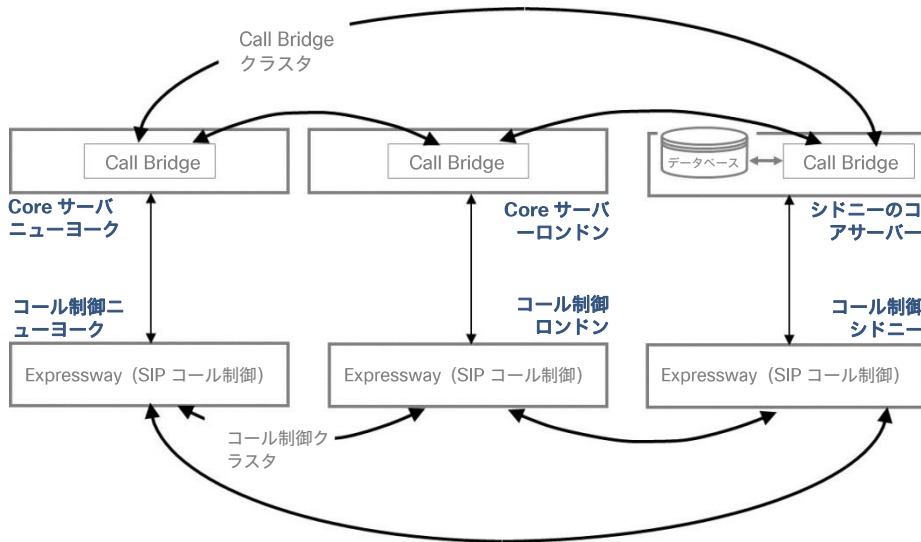 Call Bridge
クラスタ
Call Bridge
Call Bridge
データベース
Call Bridge
Core サーバ
ニューヨーク
Core サーバ
ーロンドン
シドニーのコ
アサーバー
コール制御ニ
ューヨーク
コール制御
ロンドン
コール制御
シドニー
Expressway（SIP コール制御）
Expressway（SIP コール制御）
Expressway（SIP コール制御）
コール制御ク
ラスタ